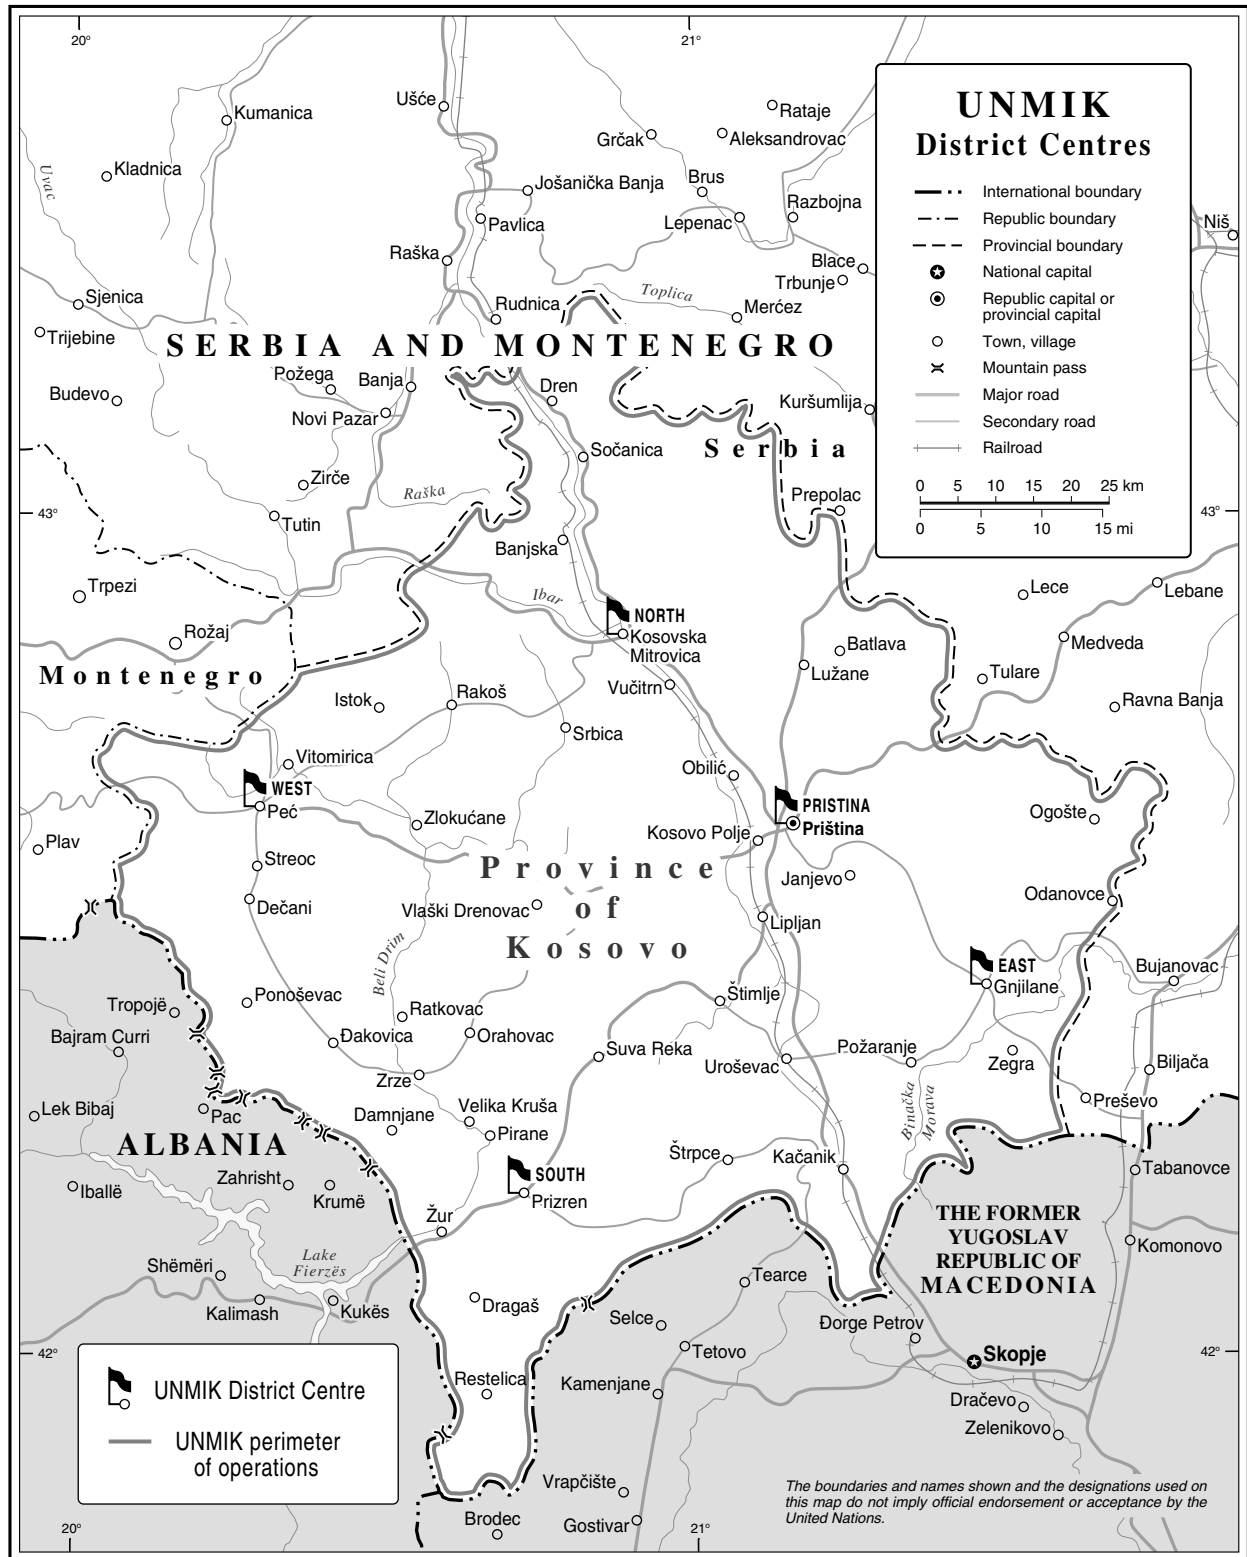 20°
21°
UNMIK
District Centres
International boundary
Republic boundary
Provincial boundary
National capital
Republic capital or
provincial capital
Town, village
Mountain pass
Major road
Secondary road
Railroad
0 5 10 15 20 25 km
0 5 10 15 mi
Ušće
Kumanica
Rataje
Grčak
Aleksandrovac
Uvac
Kladnica
Jošanička Banja
Brus
Razbojna
Pavlica
Lepenac
Niš
Raška
Blace
Trbunje
Toplica
Sjenica
Rudnica
Merćez
Trijebine
SERBIA AND MONTENEGRO
Požega
Banja
Dren
Budevo
Novi Pazar
Kuršumlija
Sočanica
Serbia
Zirče
Raška
Prepolac
43°
43°
Tutin
Banjska
Trpezi
Ibar
Lece
Lebane
NORTH
Kosovska
Mitrovica
Rožaj
Batlava
Medveda
Lužane
Montenegro
Tulare
Vučitrn
Istok
Rakoš
Ravna Banja
Srbica
Vitomirica
Obilić
WEST
Peć
PRISTINA
Priština
Ogošte
Zlokućane
Kosovo Polje
Plav
Streoc
Province
of
Kosovo
Janjevo
Dečani
Vlaški Drenovac
Odanovce
Lipljan
Beli Drim
EAST
Gnjilane
Bujanovac
Ponoševac
Štimlje
Tropojë
Ratkovac
Bajram Curri
Đakovica
Orahovac
Suva Reka
Uroševac
Požaranje
Zegra
Biljača
Zrze
Binačka
Morava
Lek Bibaj
Pac
Damnjane
Velika Kruša
Preševo
Pirane
ALBANIA
Štrpce
Kačanik
Tabanovce
Iballë
Zahrisht
Krumë
SOUTH
Prizren
Žur
THE FORMER
YUGOSLAV
REPUBLIC OF
MACEDONIA
Komonovo
Lake
Fierzës
Shëmëri
Tearce
Kalimash
Kukës
Dragaš
Selce
Đorge Petrov
42°
42°
Tetovo
Skopje
UNMIK District Centre
UNMIK perimeter
of operations
Restelica
Kamenjane
Dračevo
Zelenikovo
Vrapčište
Brodec
Gostivar
The boundaries and names shown and the designations used on
this map do not imply official endorsement or acceptance by the
United Nations.
20°
21°